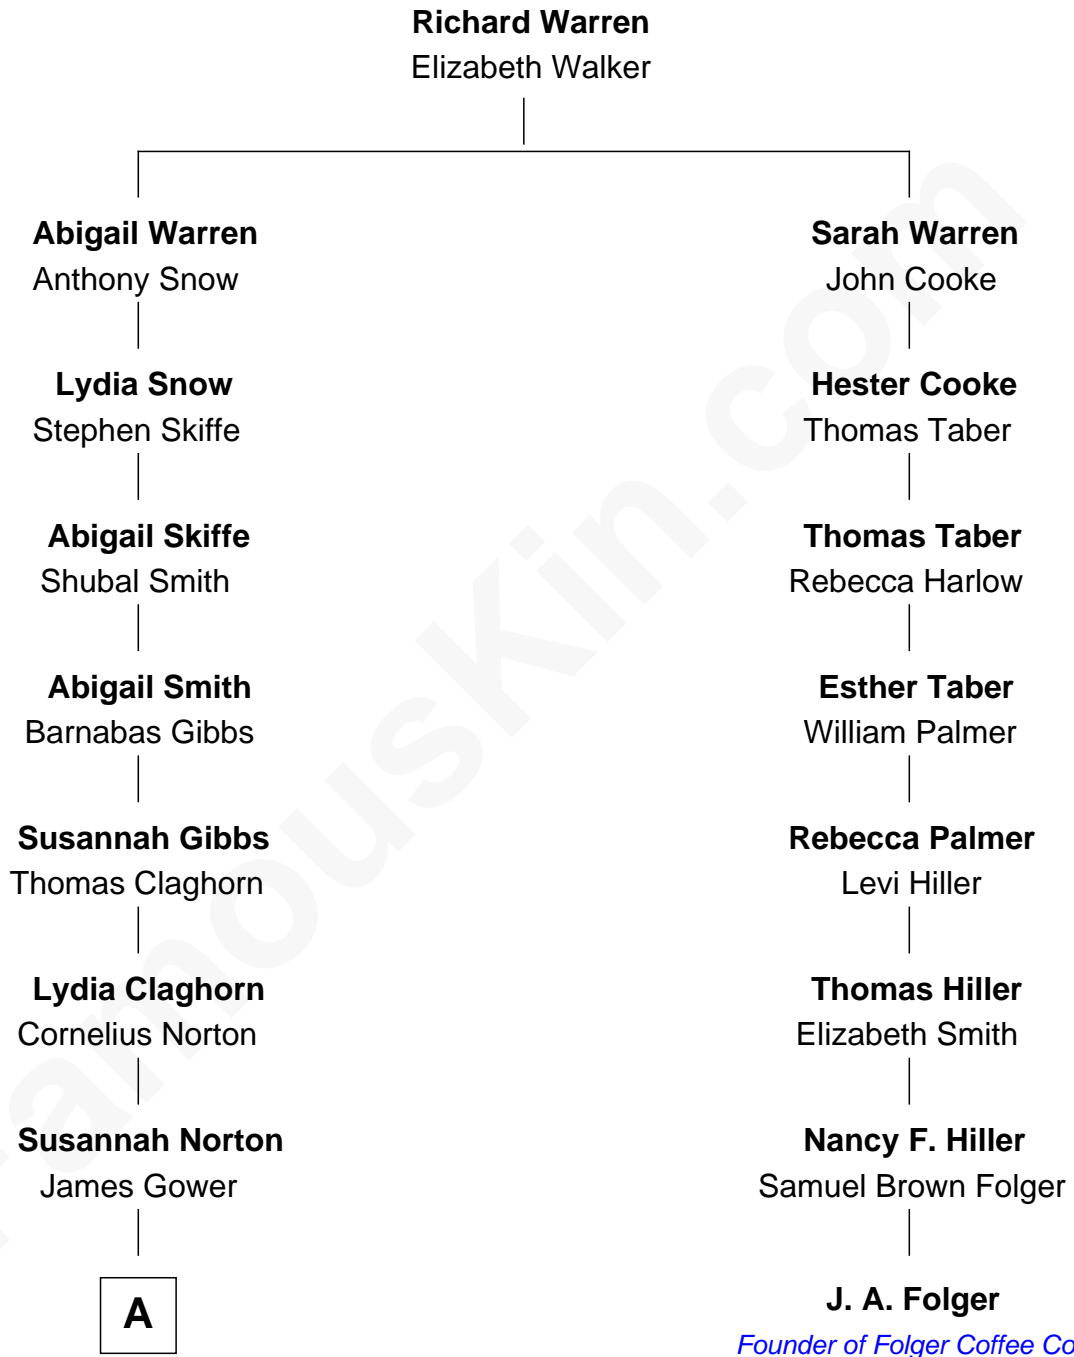 Richard Warren
Elizabeth Walker
Abigail Warren
Anthony Snow
Sarah Warren
John Cooke
Lydia Snow
Stephen Skiffe
Hester Cooke
Thomas Taber
Abigail Skiffe
Shubal Smith
Thomas Taber
Rebecca Harlow
Abigail Smith
Barnabas Gibbs
Esther Taber
William Palmer
Susannah Gibbs
Thomas Claghorn
Rebecca Palmer
Levi Hiller
Lydia Claghorn
Cornelius Norton
Thomas Hiller
Elizabeth Smith
Susannah Norton
James Gower
Nancy F. Hiller
Samuel Brown Folger
A
J. A. Folger
Founder of Folger Coffee Co
FamousKin.com